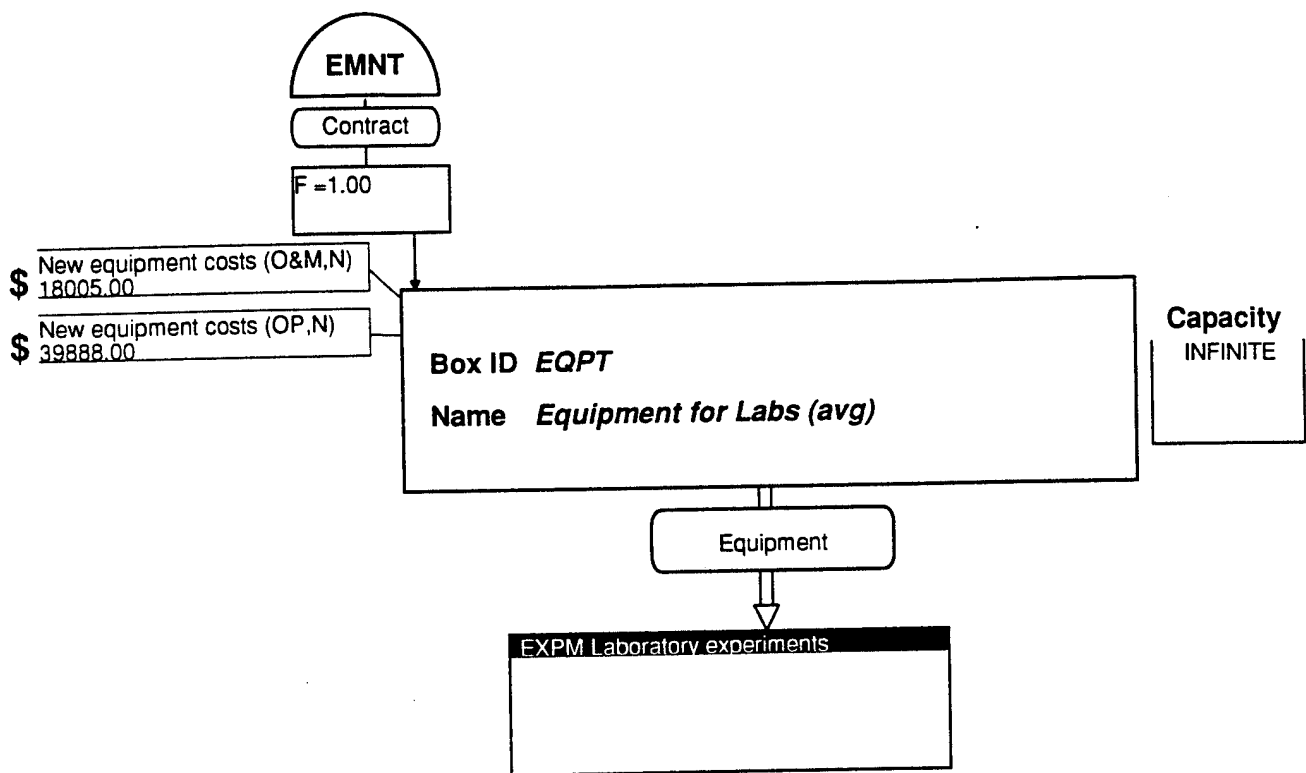 EMNT
Contract
F =1.00
$ New equipment costs (O&M,N)
18005.00
$ New equipment costs (OP,N)
39888.00
Box ID EQPT
Name Equipment for Labs (avg)
Capacity
INFINITE
Equipment
EXPM Laboratory experiments